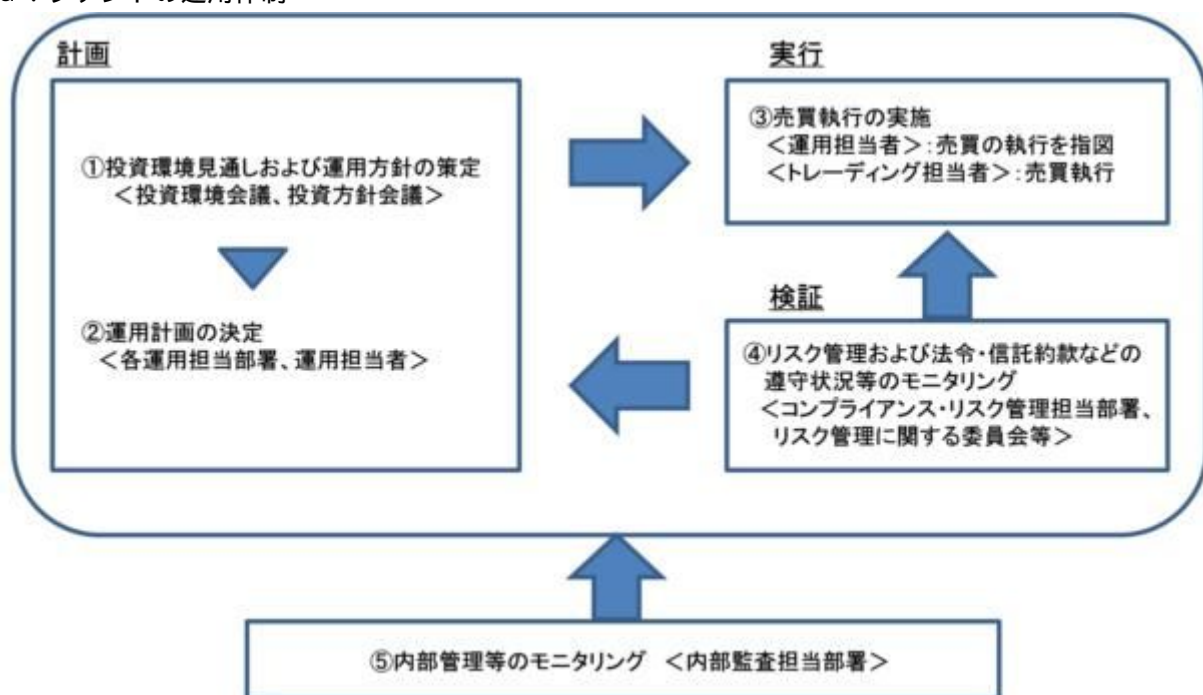 計画
①投資環境見通しおよび運用方針の策定
＜投資環境会議、投資方針会議＞
②運用計画の決定
＜各運用担当部署、運用担当者＞
実行
③売買執行の実施
＜運用担当者＞：売買の執行を指図
＜トレーディング担当者＞：売買執行
検証
④リスク管理および法令・信託約款などの
遵守状況等のモニタリング
＜コンプライアンス・リスク管理担当部署、
リスク管理に関する委員会等＞
⑤内部管理等のモニタリング ＜内部監査担当部署＞